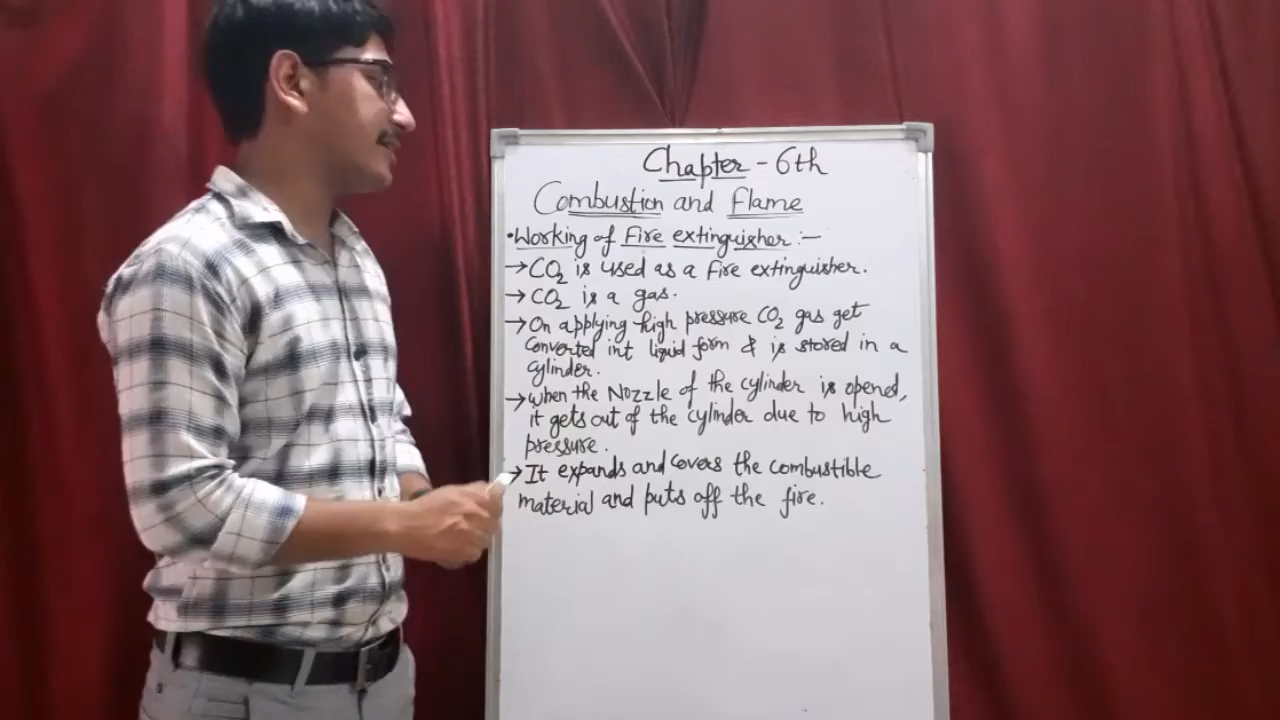 Chapter - 6th
Combustion and Flame
•Working of Fire extinguisher :-
→ CO₂ is used as a fire extinguisher.
→ CO₂ is a gas.
→ On applying high pressure CO₂ gas get
converted int liquid form & is stored in a
cylinder.
→ when the Nozzle of the cylinder is opened,
it gets out of the cylinder due to high
pressure.
→ It expands and covers the combustible
material and puts off the fire.